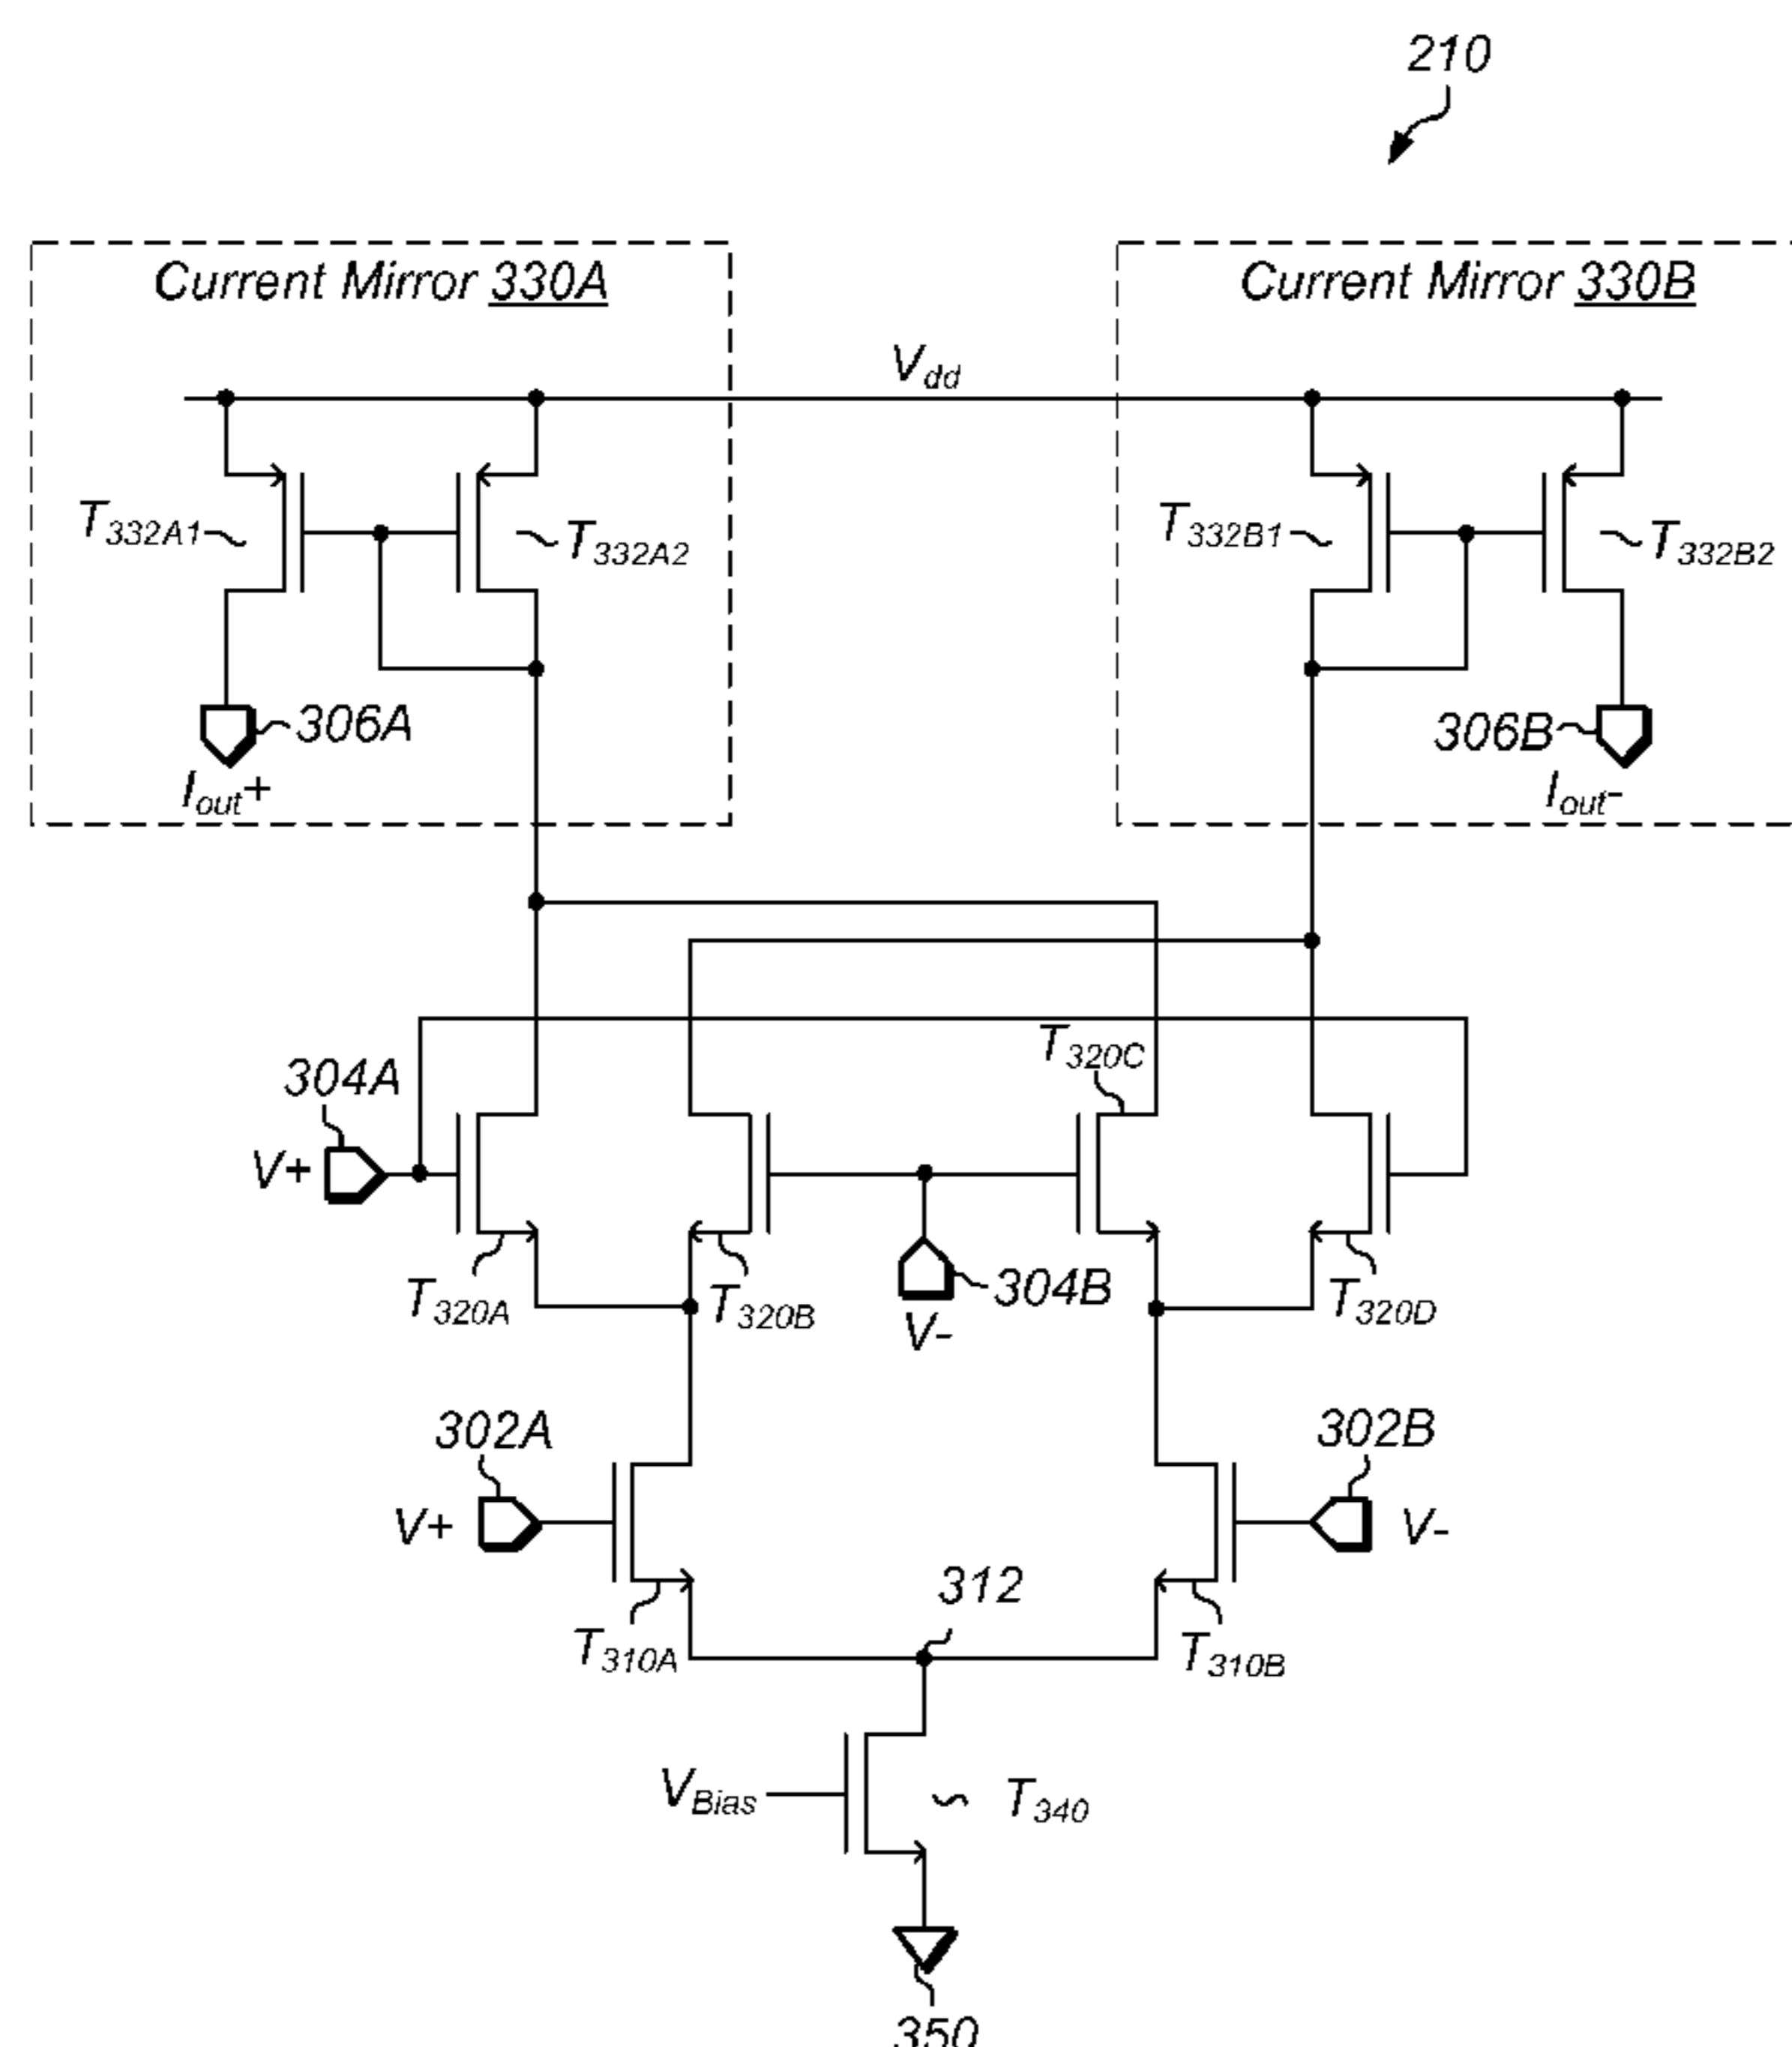 210
Current Mirror 330A
Current Mirror 330B
Vdd
T332A1
T332A2
T332B1
T332B2
306A
306B
Iout+
Iout-
T320C
304A
V+
304B
V-
T320A
T320B
T320D
302A
302B
V+
V-
312
T310A
T310B
VBias
T340
350